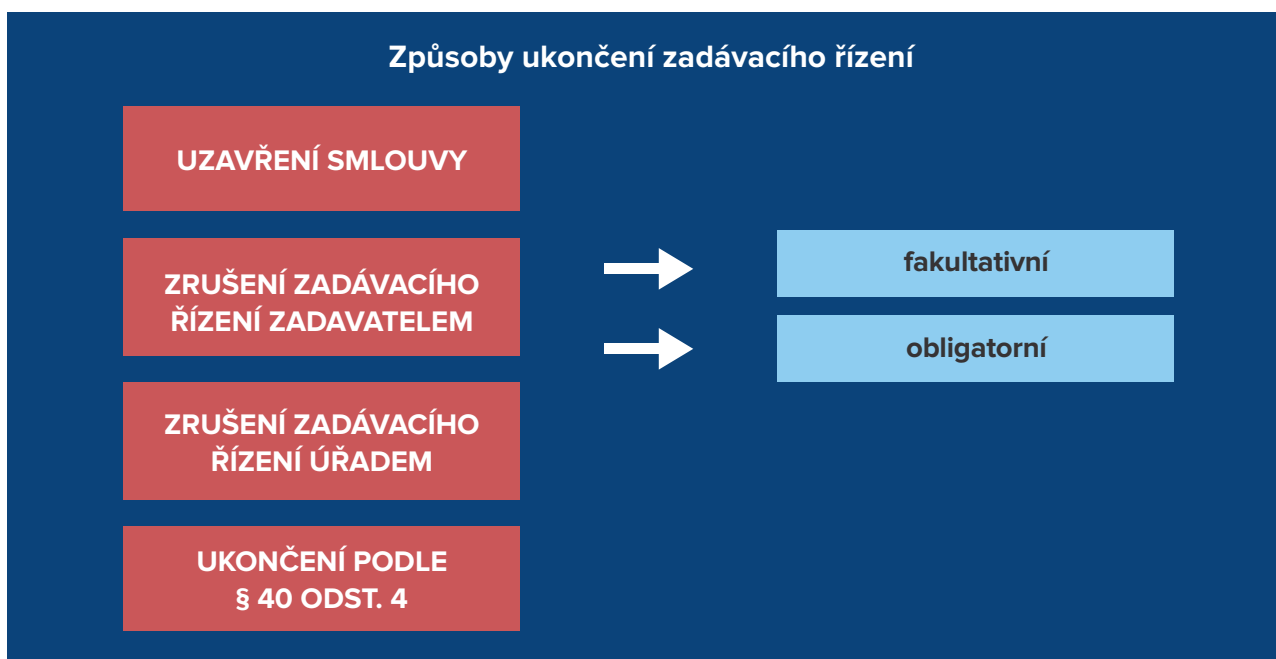 Způsoby ukončení zadávacího řízení
UZAVŘENÍ SMLOUVY
ZRUŠENÍ ZADÁVACÍHO
ŘÍZENÍ ZADAVATELEM
fakultativní
obligatorní
ZRUŠENÍ ZADÁVACÍHO
ŘÍZENÍ ÚŘADEM
UKONČENÍ PODLE
§ 40 ODST. 4